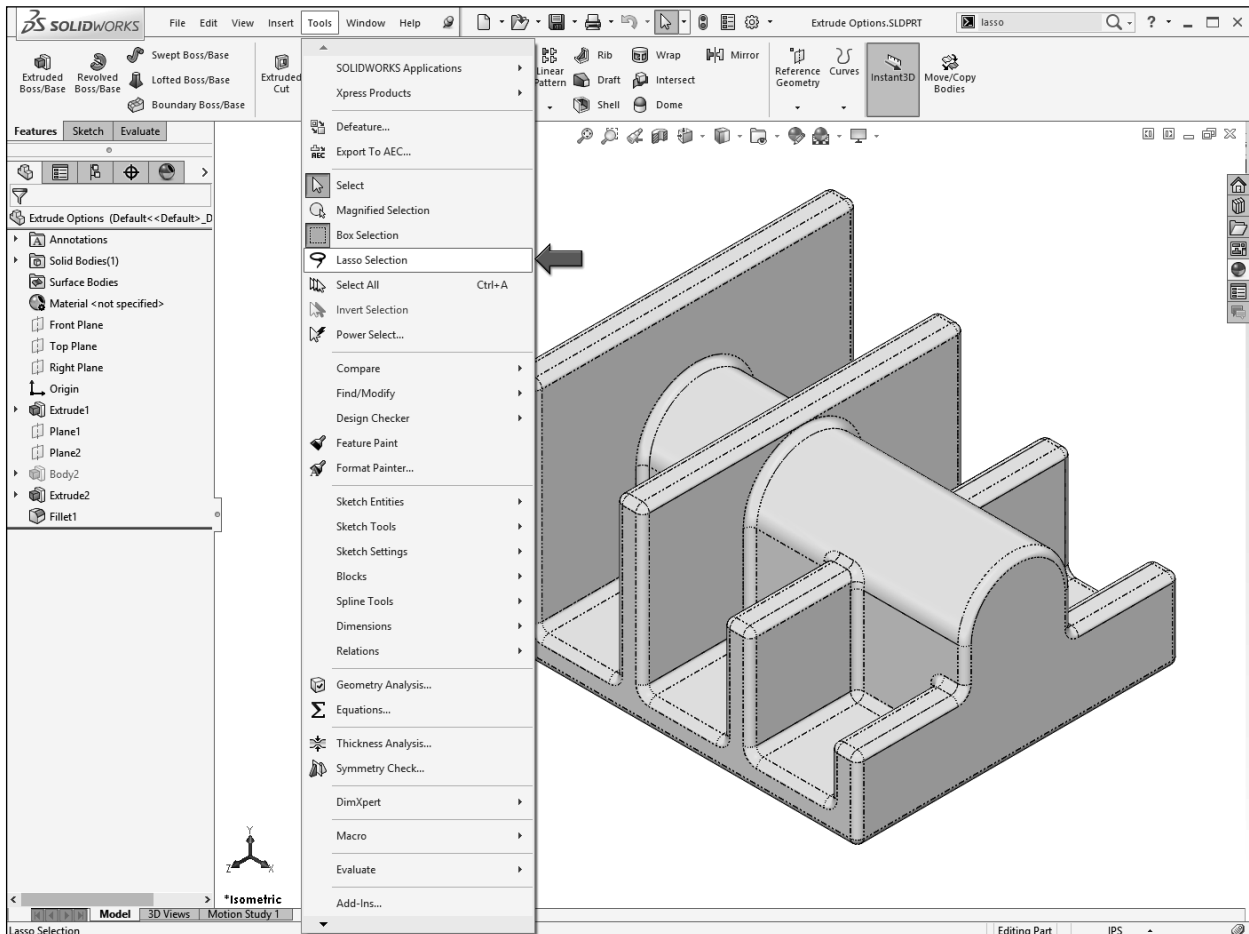 SOLIDWORKS File Edit View Insert Tools Window Help Extrude Options.SLDPRT lasso
Extruded Boss/Base
Revolved Boss/Base
Swept Boss/Base
Lofted Boss/Base
Boundary Boss/Base
Extruded Cut
Linear Pattern
Rib
Draft
Shell
Wrap
Intersect
Dome
Mirror
Reference Geometry
Curves
Instant3D
Move/Copy Bodies
Features Sketch Evaluate
Extrude Options (Default<<Default>_D
Annotations
Solid Bodies(1)
Surface Bodies
Material <not specified>
Front Plane
Top Plane
Right Plane
Origin
Extrude1
Plane1
Plane2
Body2
Extrude2
Fillet1
SOLIDWORKS Applications
Xpress Products
Defeature...
AEC Export To AEC...
Select
Magnified Selection
Box Selection
Lasso Selection
Select All Ctrl+A
Invert Selection
Power Select...
Compare
Find/Modify
Design Checker
Feature Paint
Format Painter...
Sketch Entities
Sketch Tools
Sketch Settings
Blocks
Spline Tools
Dimensions
Relations
Geometry Analysis...
Equations...
Thickness Analysis...
Symmetry Check...
DimXpert
Macro
Evaluate
Add-Ins...
Y
Z X
*Isometric
Model 3D Views Motion Study 1
Lasso Selection Editing Part IPS